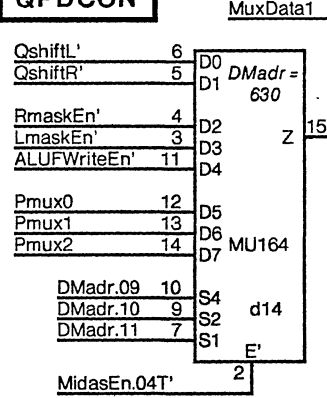 MuxData1
QshiftL' 6 D0 DMadr =
QshiftR' 5 D1 630
RmaskEn' 4 D2 15
LmaskEn' 3 D3 Z
ALUFWriteEn' 11 D4
Pmux0 12 D5
Pmux1 13 D6
Pmux2 14 D7 MU164
DMadr.09 10 S4
DMadr.10 9 S2 d14
DMadr.11 7 S1
E'
2
MidasEn.04T'